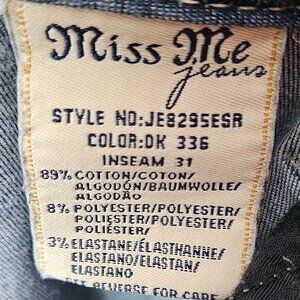 Miss Me
jeans
STYLE NO:JE8295ESR
COLOR:DK 336
INSEAM 31
89% COTTON/COTON/
ALGODÓN/BAUMWOLLE/
ALGODÃO
8% POLYESTER/POLYESTER/
POLIÉSTER/POLYESTER/
POLIÉSTER/
3% ELASTANE/ÉLASTHANNE/
ELASTANO/ELASTAN/
ELASTANO
SEE REVERSE FOR CARE